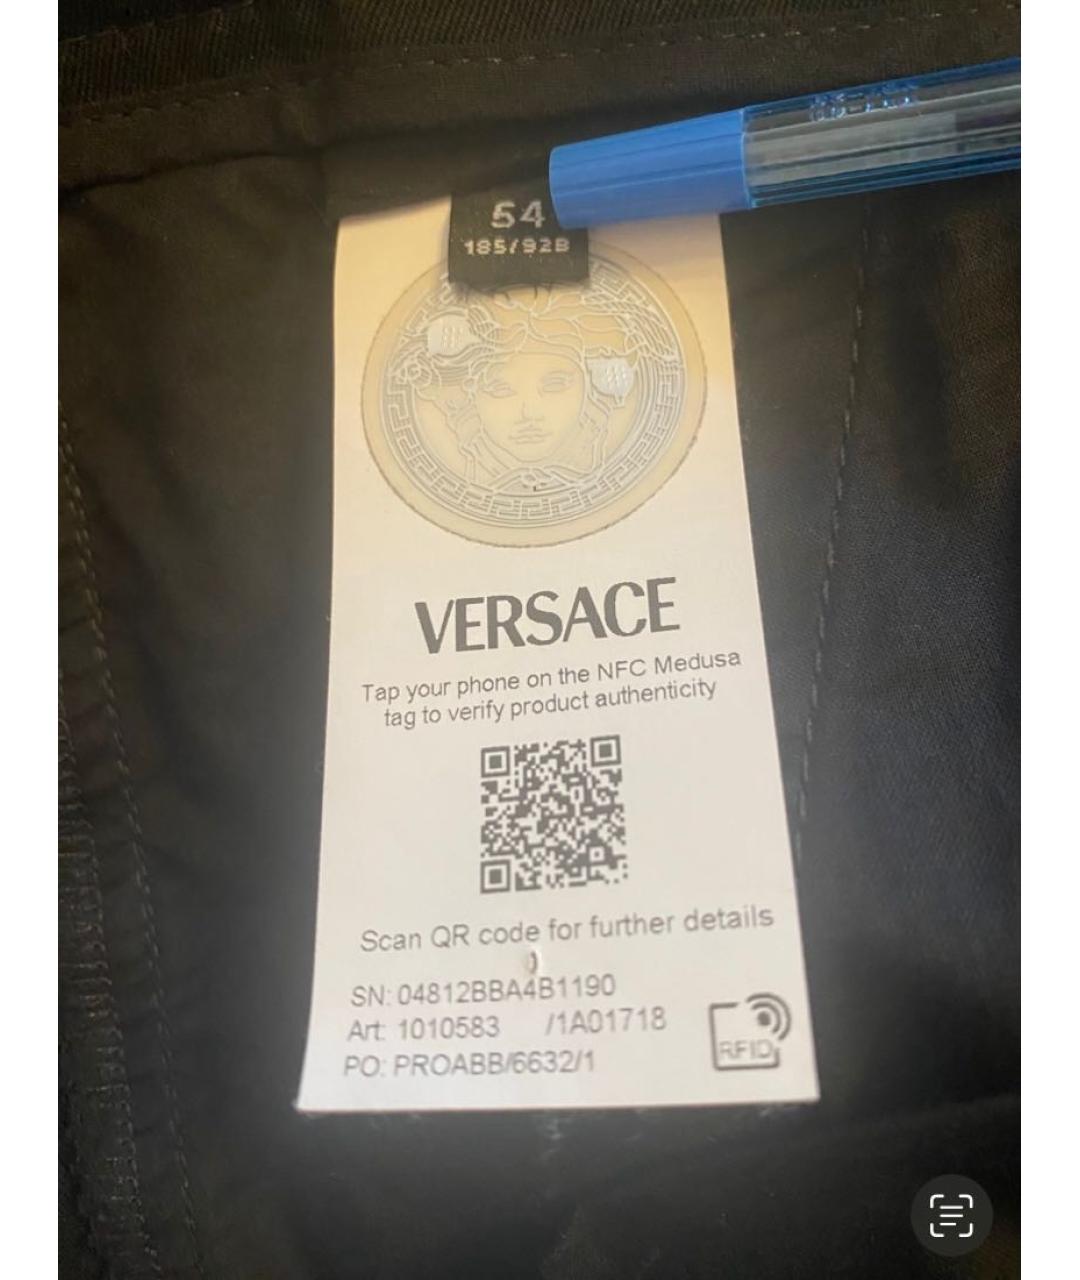 54
185/92B
VERSACE
Tap your phone on the NFC Medusa
tag to verify product authenticity
Scan QR code for further details
SN: 04812BBA4B1190
Art: 1010583 /1A01718
PO: PROABB/6632/1
RFID